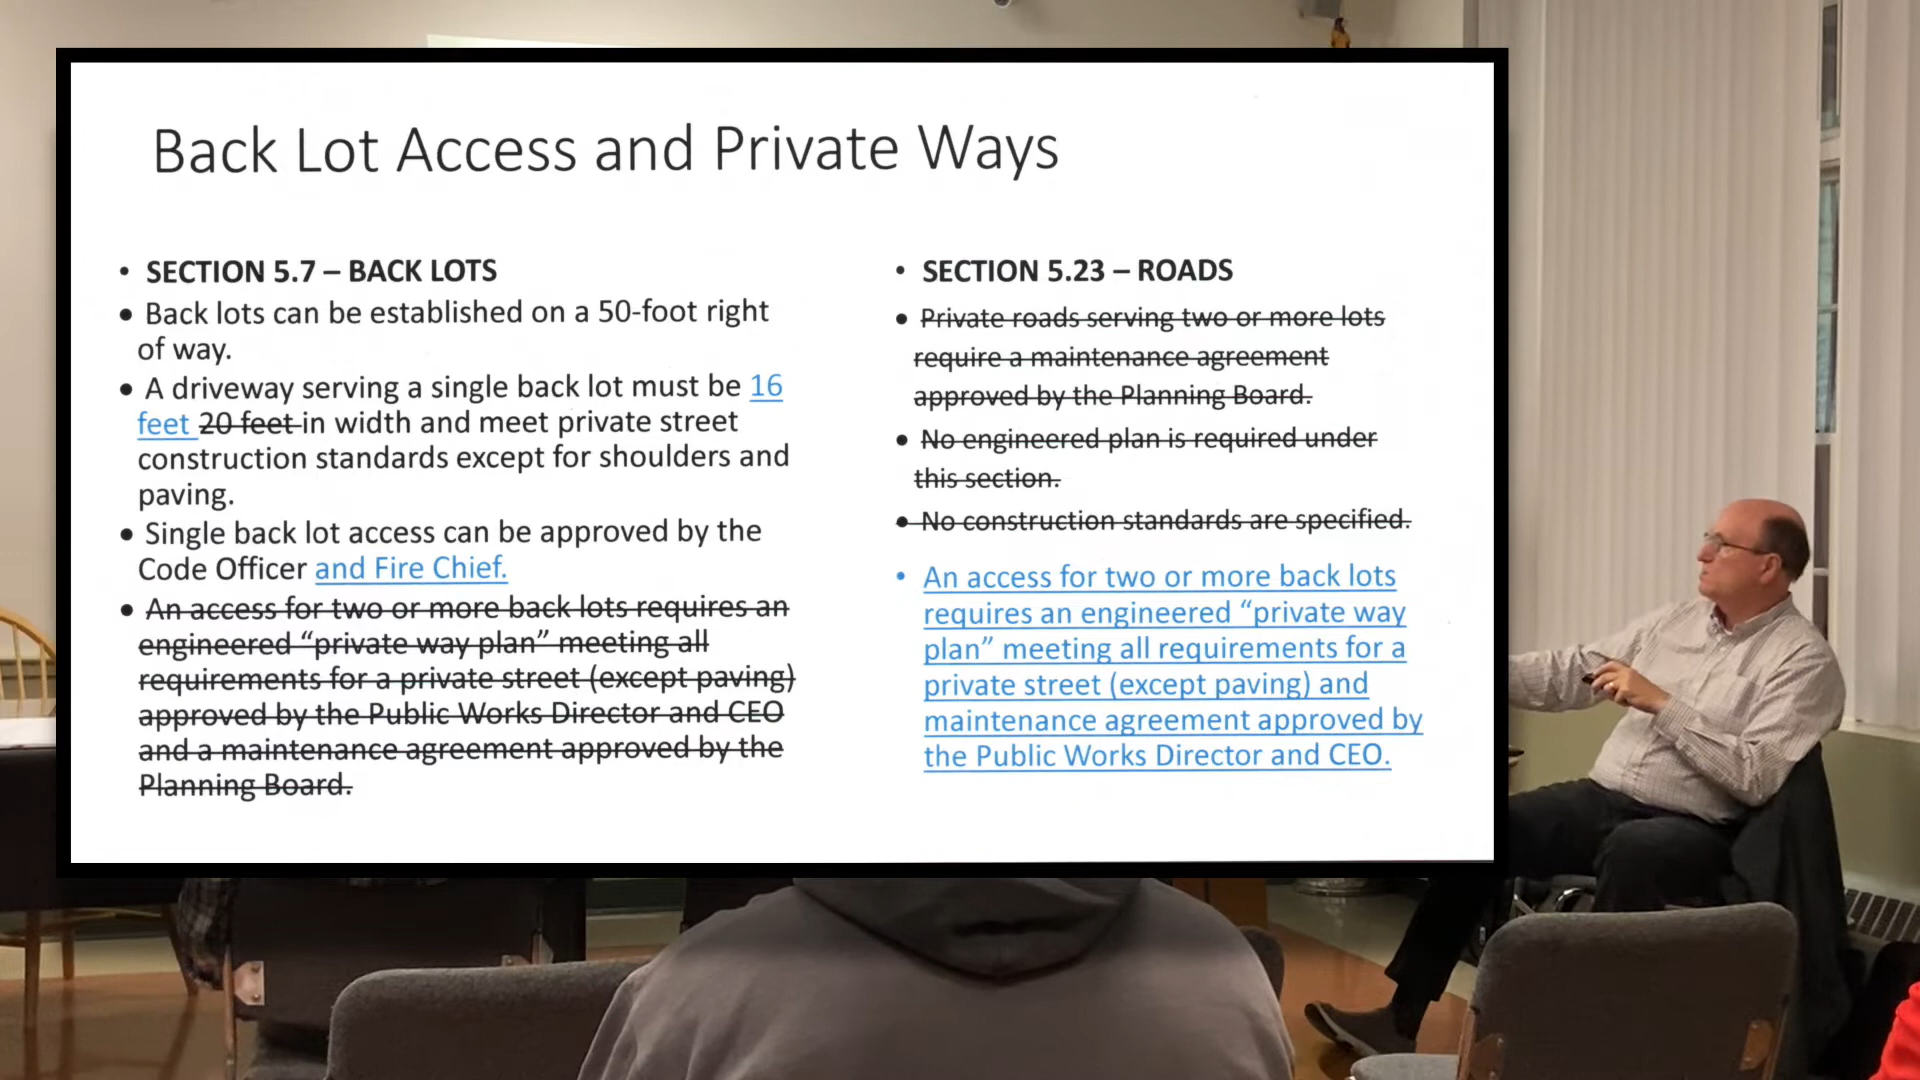 Back Lot Access and Private Ways
• SECTION 5.7 – BACK LOTS
• Back lots can be established on a 50-foot right
of way.
• A driveway serving a single back lot must be 16
feet 20 feet in width and meet private street
construction standards except for shoulders and
paving.
• Single back lot access can be approved by the
Code Officer and Fire Chief.
• An access for two or more back lots requires an
engineered “private way plan” meeting all
requirements for a private street (except paving)
approved by the Public Works Director and CEO
and a maintenance agreement approved by the
Planning Board.
• SECTION 5.23 – ROADS
• Private roads serving two or more lots
require a maintenance agreement
approved by the Planning Board.
• No engineered plan is required under
this section.
• No construction standards are specified.
• An access for two or more back lots
requires an engineered “private way
plan” meeting all requirements for a
private street (except paving) and
maintenance agreement approved by
the Public Works Director and CEO.